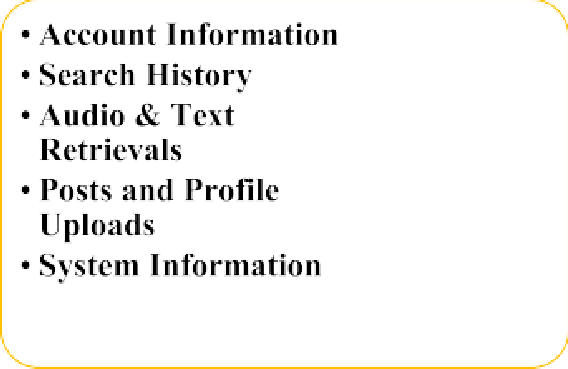 • Account Information
• Search History
• Audio & Text
Retrievals
• Posts and Profile
Uploads
• System Information